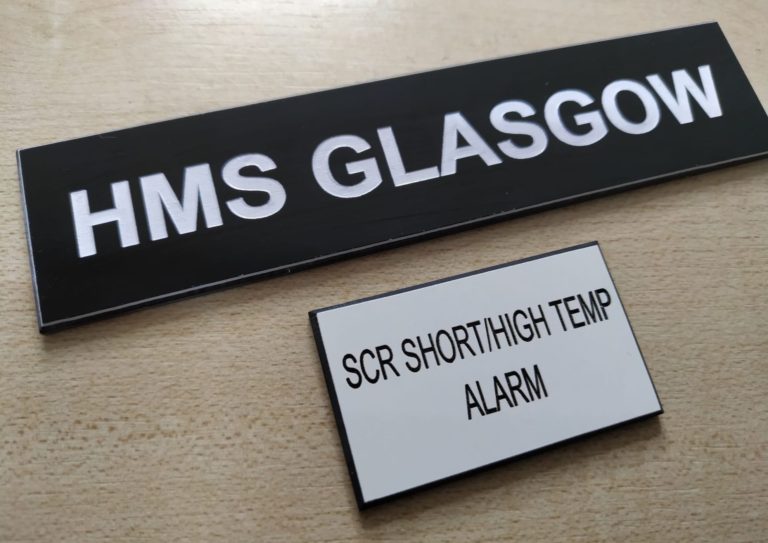 HMS GLASGOW
SCR SHORT/HIGH TEMP
ALARM